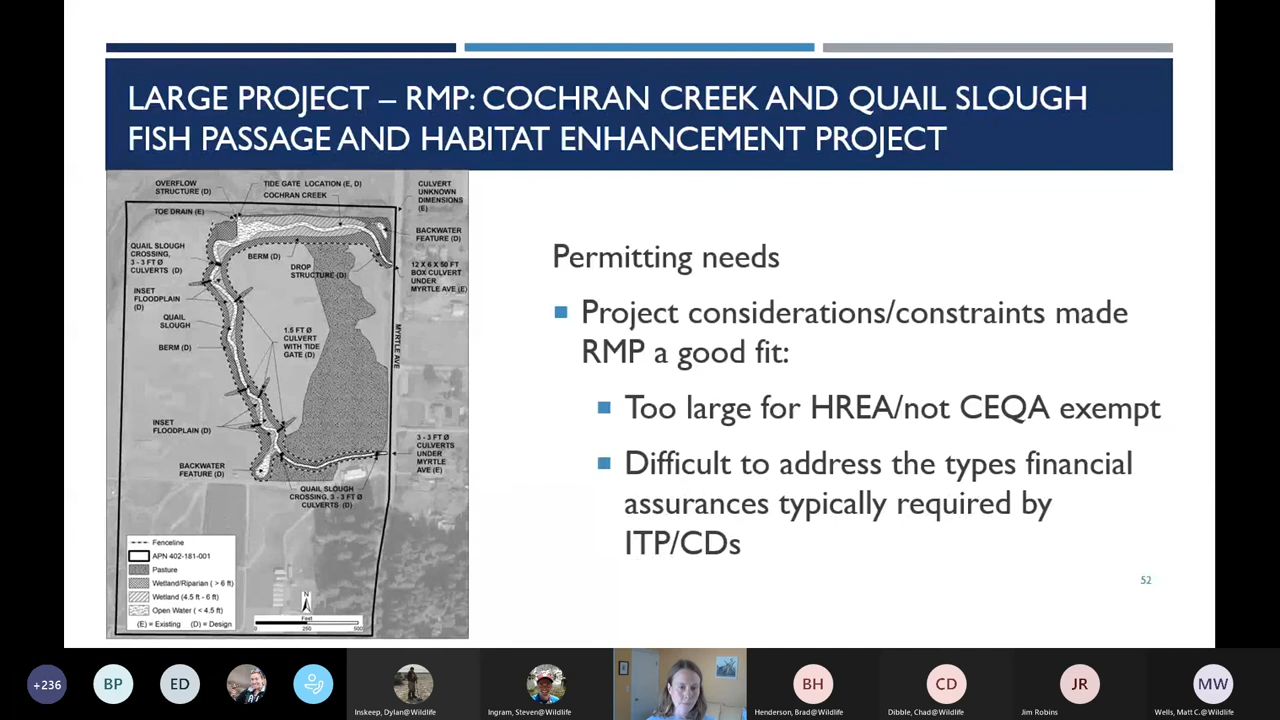 LARGE PROJECT – RMP: COCHRAN CREEK AND QUAIL SLOUGH
FISH PASSAGE AND HABITAT ENHANCEMENT PROJECT
OVERFLOW
STRUCTURE (D)
TIDE GATE LOCATION (E, D)
COCHRAN CREEK
CULVERT
UNKNOWN
DIMENSIONS
(E)
TOE DRAIN (E)
BACKWATER
FEATURE (D)
QUAIL SLOUGH
CROSSING,
3 - 3 FT Ø
CULVERTS (D)
BERM (D)
DROP
STRUCTURE (D)
12 X 6 X 50 FT
BOX CULVERT
UNDER
MYRTLE AVE (E)
INSET
FLOODPLAIN
(D)
QUAIL
SLOUGH
BERM (D)
1.5 FT Ø
CULVERT
WITH TIDE
GATE (D)
MYRTLE AVE
INSET
FLOODPLAIN (D)
BACKWATER
FEATURE (D)
3 - 3 FT Ø
CULVERTS
UNDER
MYRTLE
AVE (E)
QUAIL SLOUGH
CROSSING, 3 - 3 FT Ø
CULVERTS (D)
Fenceline
APN 402-181-001
Pasture
Wetland/Riparian ( > 6 ft)
Wetland (4.5 ft - 6 ft)
Open Water ( < 4.5 ft)
(E) = Existing (D) = Design
N
Feet
0 250 500
Permitting needs
Project considerations/constraints made
RMP a good fit:
Too large for HREA/not CEQA exempt
Difficult to address the types financial
assurances typically required by
ITP/CDs
52
+236
BP
ED
Inskeep, Dylan@Wildlife
Ingram, Steven@Wildlife
BH
Henderson, Brad@Wildlife
CD
Dibble, Chad@Wildlife
JR
Jim Robins
MW
Wells, Matt C.@Wildlife